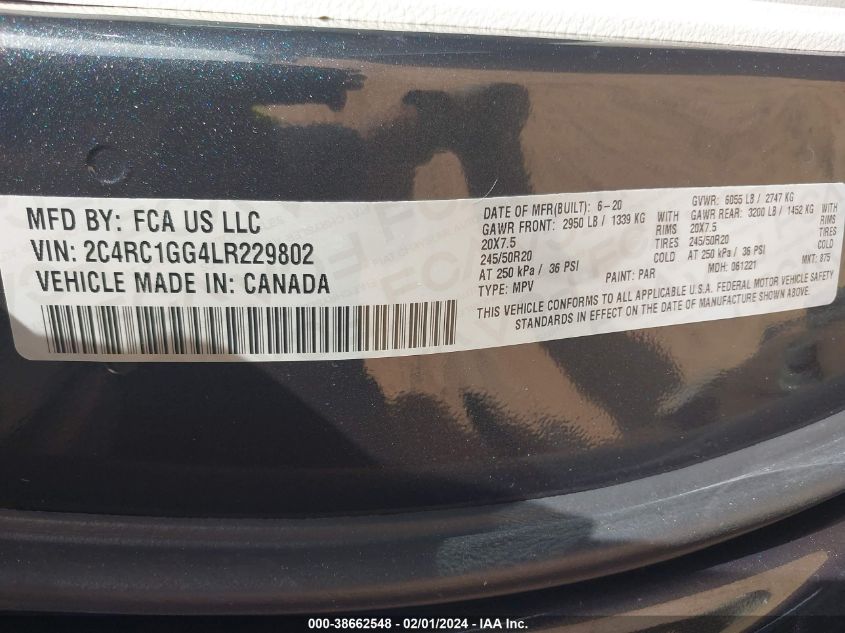 MFD BY: FCA US LLC
VIN: 2C4RC1GG4LR229802
VEHICLE MADE IN: CANADA
DATE OF MFR(BUILT): 6-20 GVWR: 6055 LB / 2747 KG
GAWR FRONT: 2950 LB / 1339 KG WITH GAWR REAR: 3200 LB / 1452 KG WITH
20X7.5 RIMS 20X7.5 RIMS
245/50R20 TIRES 245/50R20 TIRES
AT 250 kPa / 36 PSI COLD AT 250 kPa / 36 PSI COLD
TYPE: MPV PAINT: PAR MDH: 061221 MKT: 875
THIS VEHICLE CONFORMS TO ALL APPLICABLE U.S.A. FEDERAL MOTOR VEHICLE SAFETY
STANDARDS IN EFFECT ON THE DATE OF MANUFACTURE SHOWN ABOVE.
000-38662548 - 02/01/2024 - IAA, Inc.